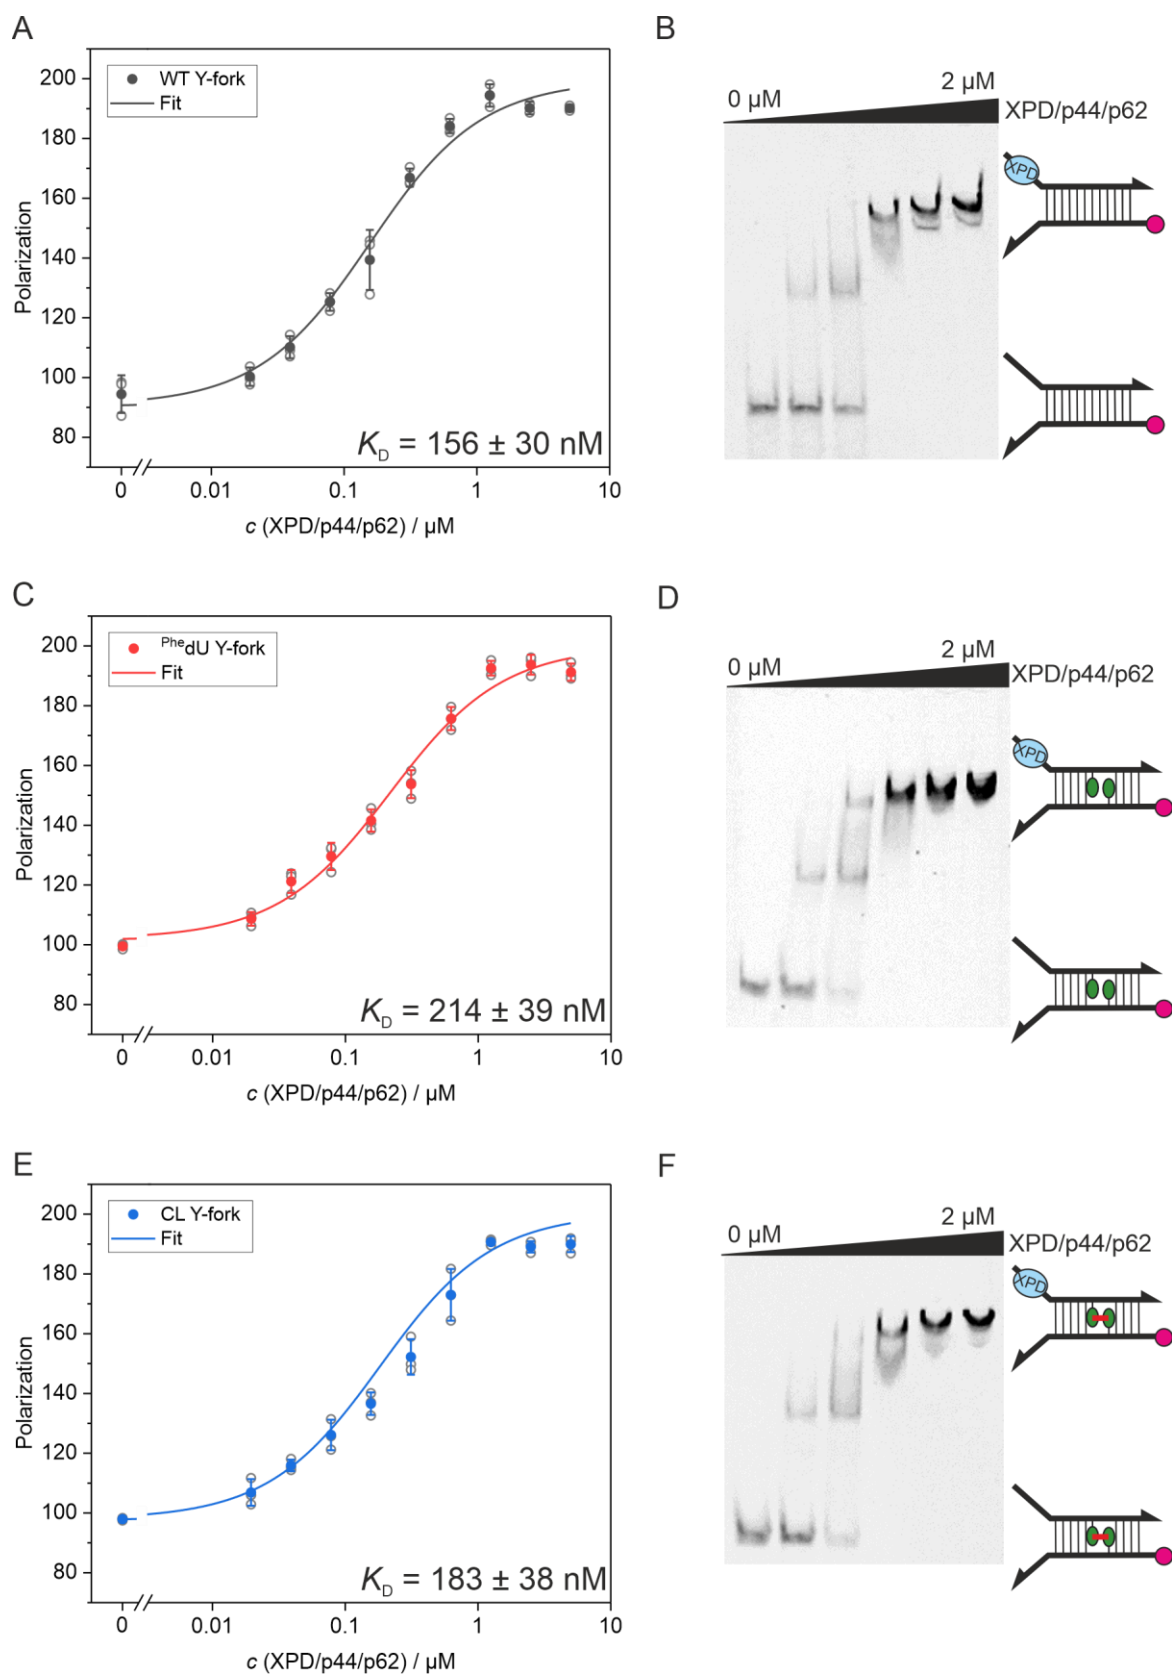 A
WT Y-fork
Fit
200
180
160
140
120
100
80
Polarization
0
0.01
0.1
1
10
c (XPD/p44/p62) / µM
K_D = 156 ± 30 nM
B
0 µM
2 µM
XPD/p44/p62
XPD
C
PhedU Y-fork
Fit
200
180
160
140
120
100
80
Polarization
0
0.01
0.1
1
10
c (XPD/p44/p62) / µM
K_D = 214 ± 39 nM
D
0 µM
2 µM
XPD/p44/p62
XPD
E
CL Y-fork
Fit
200
180
160
140
120
100
80
Polarization
0
0.01
0.1
1
10
c (XPD/p44/p62) / µM
K_D = 183 ± 38 nM
F
0 µM
2 µM
XPD/p44/p62
XPD